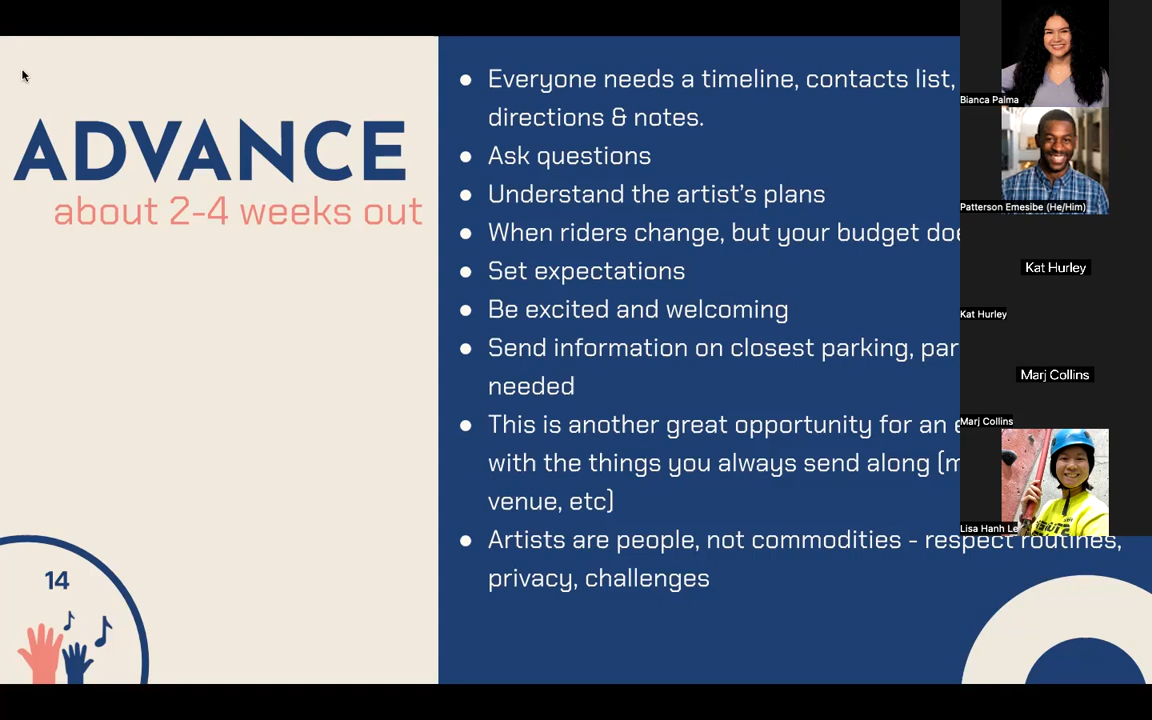 ADVANCE
about 2-4 weeks out
● Everyone needs a timeline, contacts list,
directions & notes.
● Ask questions
● Understand the artist's plans
● When riders change, but your budget
● Set expectations
● Be excited and welcoming
● Send information on closest parking,
needed
● This is another great opportunity for an
with the things you always send along
venue, etc)
● Artists are people, not commodities - respect routines,
privacy, challenges
14
Bianca Palma
Patterson Emesibe (He/Him)
Kat Hurley
Kat Hurley
Marj Collins
Marj Collins
Lisa Hanh Le